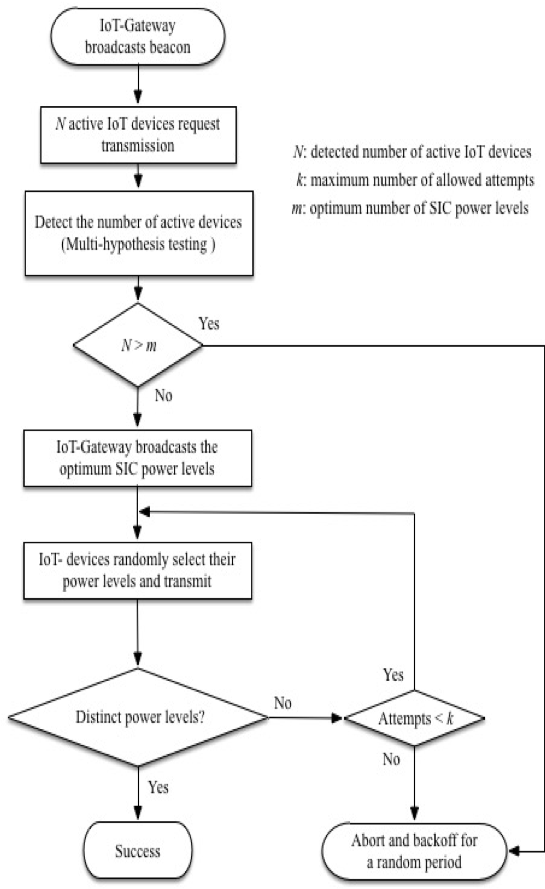 IoT-Gateway
broadcasts beacon
N active IoT devices request
transmission
N: detected number of active IoT devices
k: maximum number of allowed attempts
m: optimum number of SIC power levels
Detect the number of active devices
(Multi-hypothesis testing )
Yes
N > m
No
IoT-Gateway broadcasts the
optimum SIC power levels
IoT- devices randomly select their
power levels and transmit
Yes
Distinct power levels?
No
Attempts < k
No
Yes
Success
Abort and backoff for
a random period